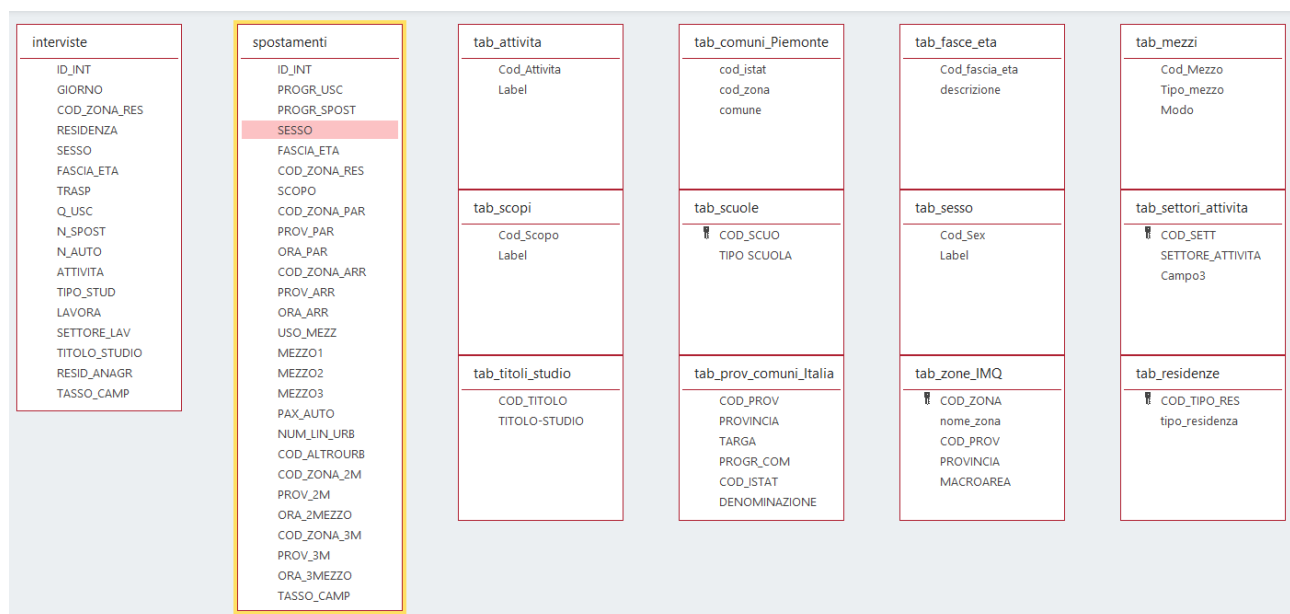 interviste
ID_INT
GIORNO
COD_ZONA_RES
RESIDENZA
SESSO
FASCIA_ETA
TRASP
Q_USC
N_SPOST
N_AUTO
ATTIVITA
TIPO_STUD
LAVORA
SETTORE_LAV
TITOLO_STUDIO
RESID_ANAGR
TASSO_CAMP
spostamenti
ID_INT
PROGR_USC
PROGR_SPOST
SESSO
FASCIA_ETA
COD_ZONA_RES
SCOPO
COD_ZONA_PAR
PROV_PAR
ORA_PAR
COD_ZONA_ARR
PROV_ARR
ORA_ARR
USO_MEZZ
MEZZO1
MEZZO2
MEZZO3
PAX_AUTO
NUM_LIN_URB
COD_ALTROURB
COD_ZONA_2M
PROV_2M
ORA_2MEZZO
COD_ZONA_3M
PROV_3M
ORA_3MEZZO
TASSO_CAMP
tab_attivita
Cod_Attivita
Label
tab_comuni_Piemonte
cod_istat
cod_zona
comune
tab_fasce_eta
Cod_fascia_eta
descrizione
tab_mezzi
Cod_Mezzo
Tipo_mezzo
Modo
tab_scopi
Cod_Scopo
Label
tab_scuole
COD_SCUO
TIPO SCUOLA
tab_sesso
Cod_Sex
Label
tab_settori_attivita
COD_SETT
SETTORE_ATTIVITA
Campo3
tab_titoli_studio
COD_TITOLO
TITOLO-STUDIO
tab_prov_comuni_Italia
COD_PROV
PROVINCIA
TARGA
PROGR_COM
COD_ISTAT
DENOMINAZIONE
tab_zone_IMQ
COD_ZONA
nome_zona
COD_PROV
PROVINCIA
MACROAREA
tab_residenze
COD_TIPO_RES
tipo_residenza